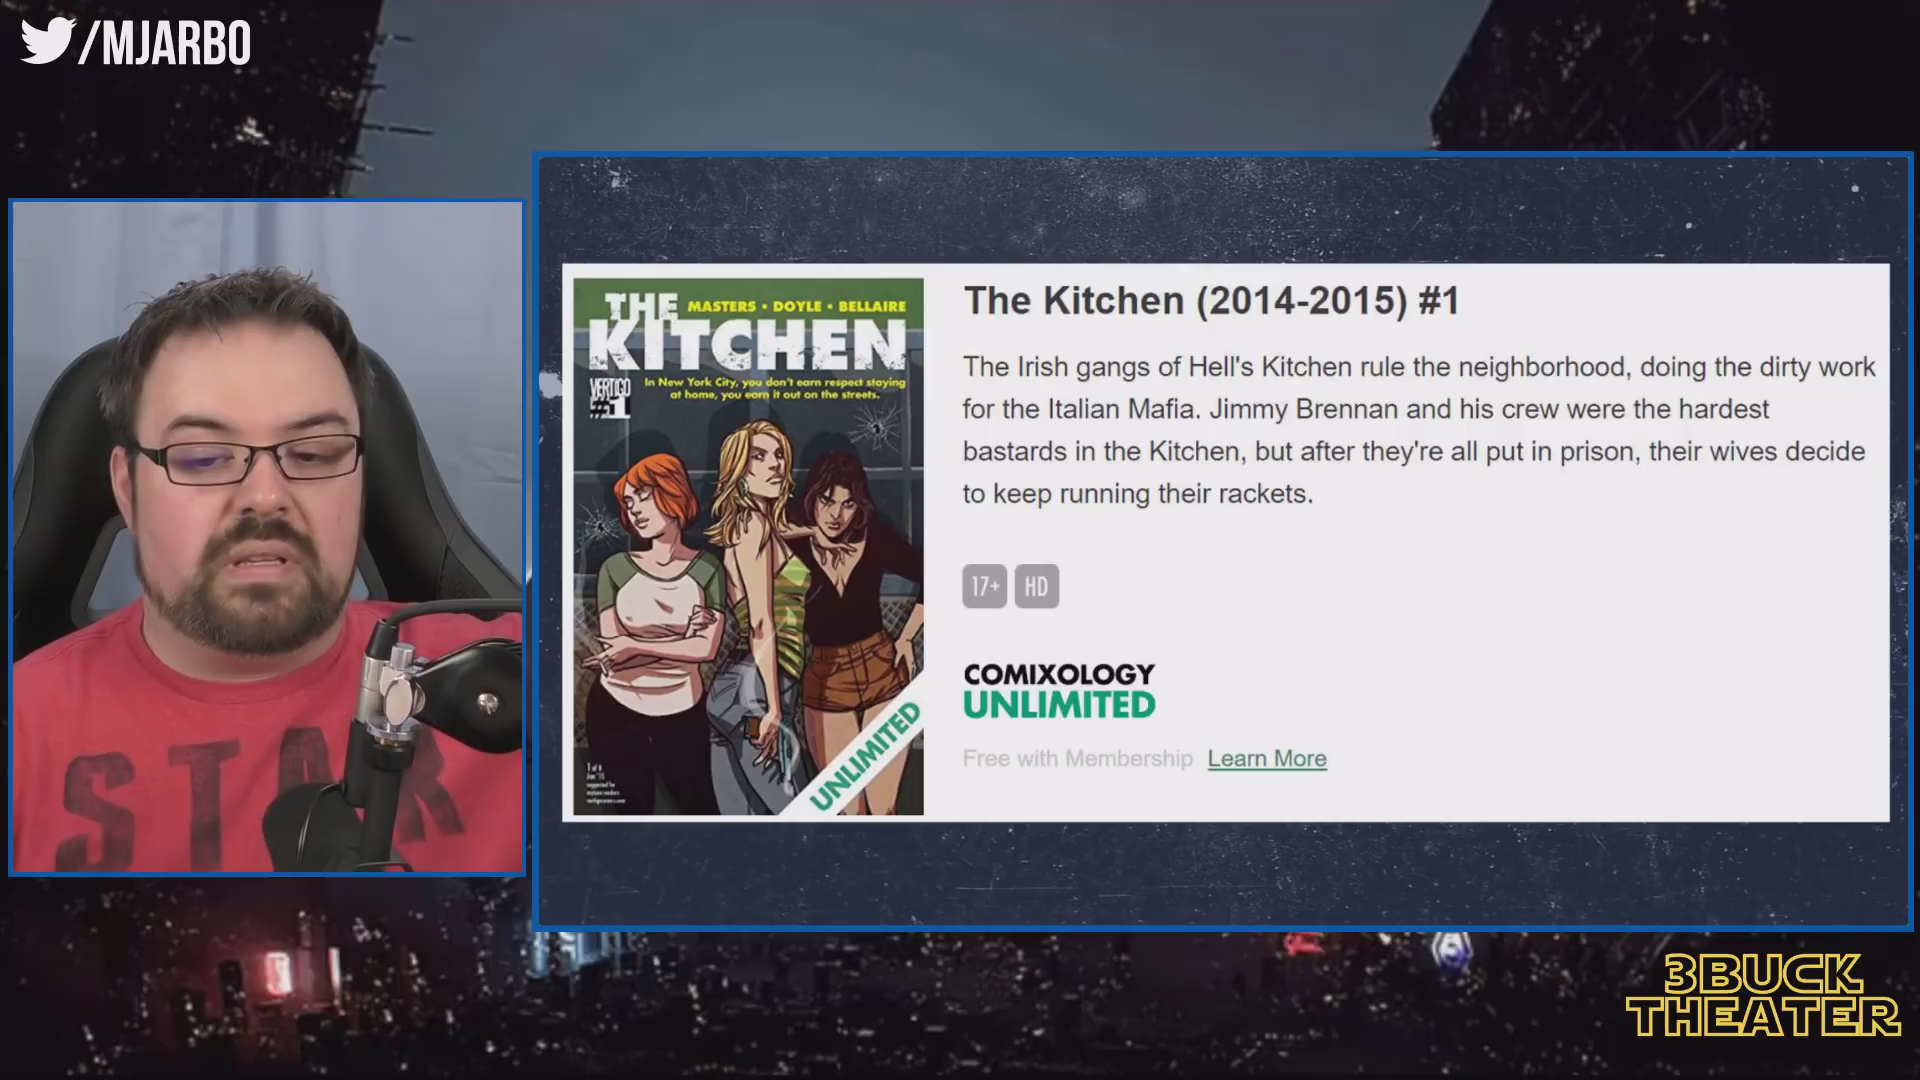 /MJARBO
THE
KITCHEN
MASTERS • DOYLE • BELLAIRE
VERTIGO
#1
In New York City, you don't earn respect staying
at home, you earn it out on the streets.
UNLIMITED
The Kitchen (2014-2015) #1
The Irish gangs of Hell's Kitchen rule the neighborhood, doing the dirty work
for the Italian Mafia. Jimmy Brennan and his crew were the hardest
bastards in the Kitchen, but after they're all put in prison, their wives decide
to keep running their rackets.
17+ HD
COMIXOLOGY
UNLIMITED
Free with Membership Learn More
STAR
3BUCK
THEATER